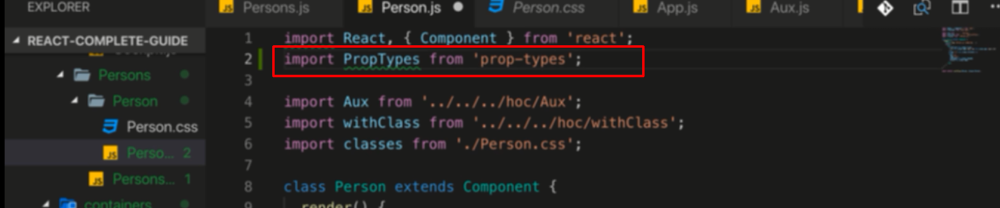 EXPLORER
Persons.js
Person.js
Person.css
App.js
Aux.js
REACT-COMPLETE-GUIDE
Persons
Person
Person.css
Perso... 2
Persons... 1
containers
1 import React, { Component } from 'react';
2 import PropTypes from 'prop-types';
3
4 import Aux from '../../../hoc/Aux';
5 import withClass from '../../../hoc/withClass';
6 import classes from './Person.css';
7
8 class Person extends Component {
9 render() {